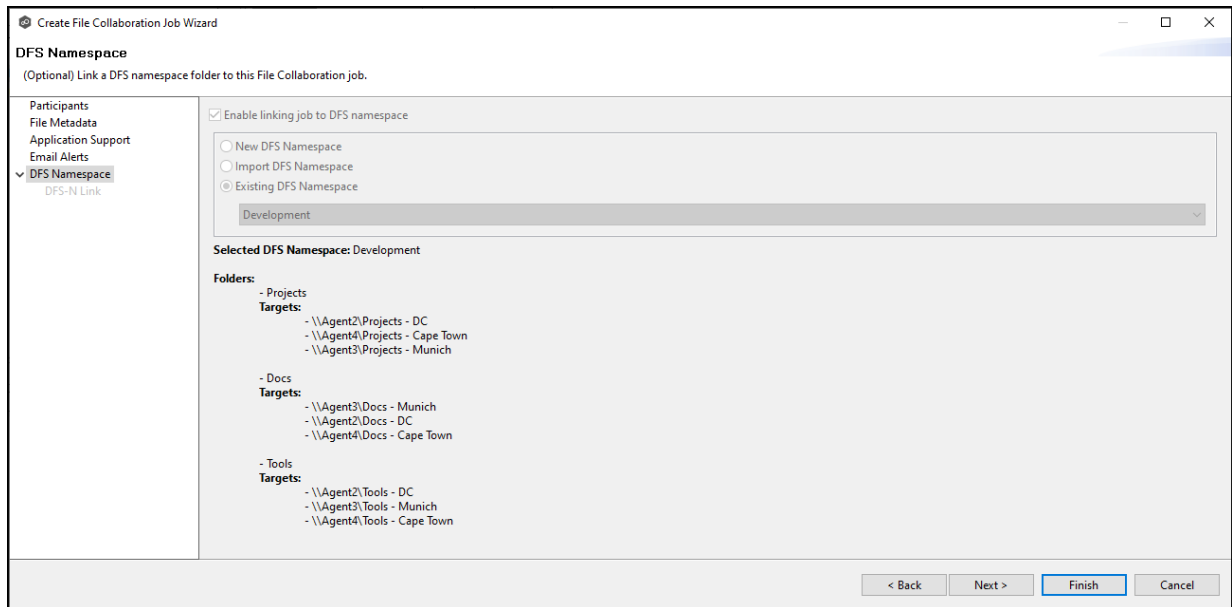 Create File Collaboration Job Wizard
DFS Namespace
(Optional) Link a DFS namespace folder to this File Collaboration job.
Participants
File Metadata
Application Support
Email Alerts
DFS Namespace
DFS-N Link
Enable linking job to DFS namespace
New DFS Namespace
Import DFS Namespace
Existing DFS Namespace
Development
Selected DFS Namespace: Development
Folders:
- Projects
Targets:
- \\Agent2\Projects - DC
- \\Agent4\Projects - Cape Town
- \\Agent3\Projects - Munich
- Docs
Targets:
- \\Agent3\Docs - Munich
- \\Agent2\Docs - DC
- \\Agent4\Docs - Cape Town
- Tools
Targets:
- \\Agent2\Tools - DC
- \\Agent3\Tools - Munich
- \\Agent4\Tools - Cape Town
< Back Next > Finish Cancel